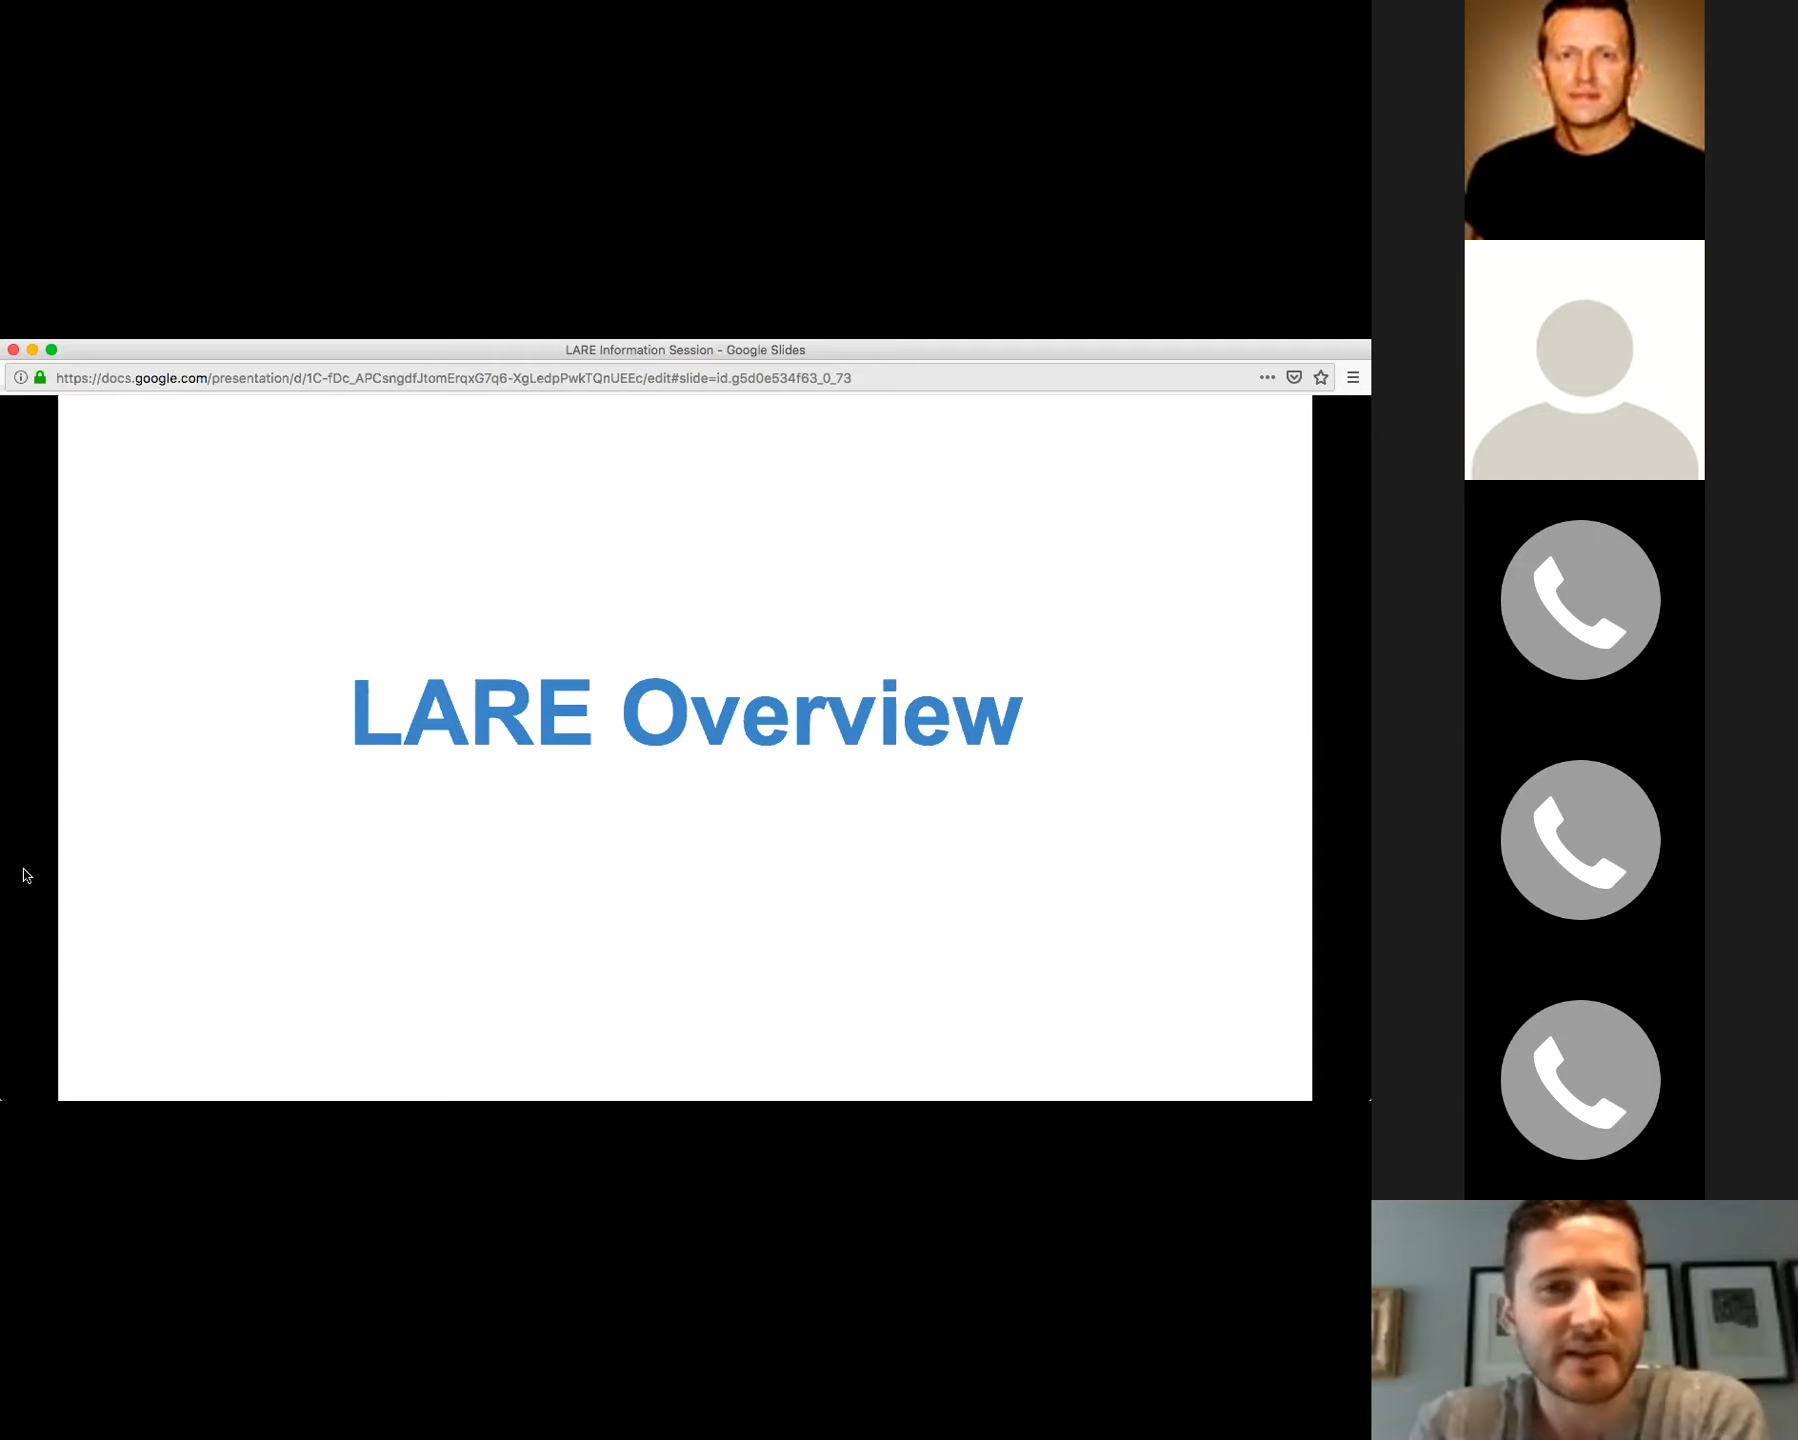 LARE Information Session - Google Slides
https://docs.google.com/presentation/d/1C-fDc_APCsngdfJtomErqxG7q6-XgLedpPwkTQnUEEc/edit#slide=id.g5d0e534f63_0_73
LARE Overview